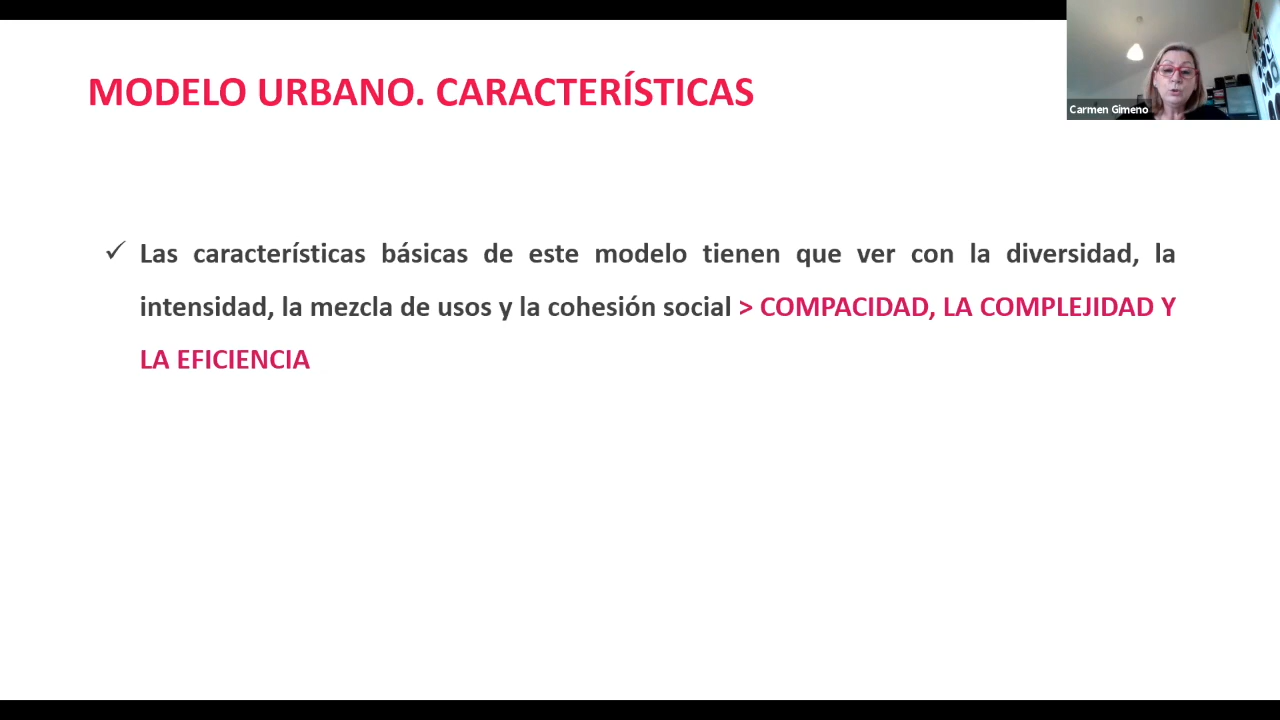 MODELO URBANO. CARACTERÍSTICAS
Carmen Gimeno
✓ Las características básicas de este modelo tienen que ver con la diversidad, la
intensidad, la mezcla de usos y la cohesión social > COMPACIDAD, LA COMPLEJIDAD Y
LA EFICIENCIA